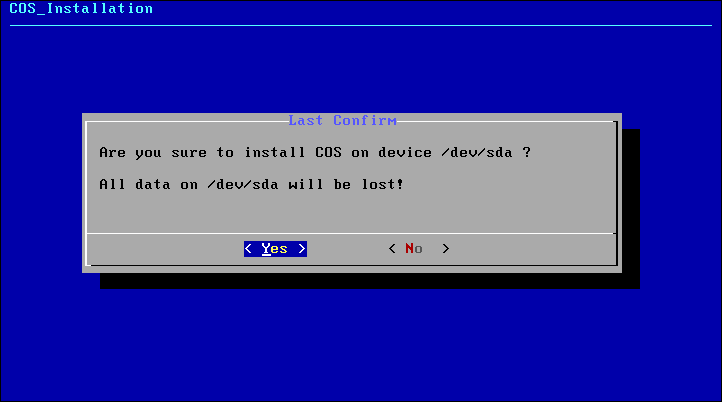 COS_Installation
Last Confirm
Are you sure to install COS on device /dev/sda ?
All data on /dev/sda will be lost!
< Yes > < No >